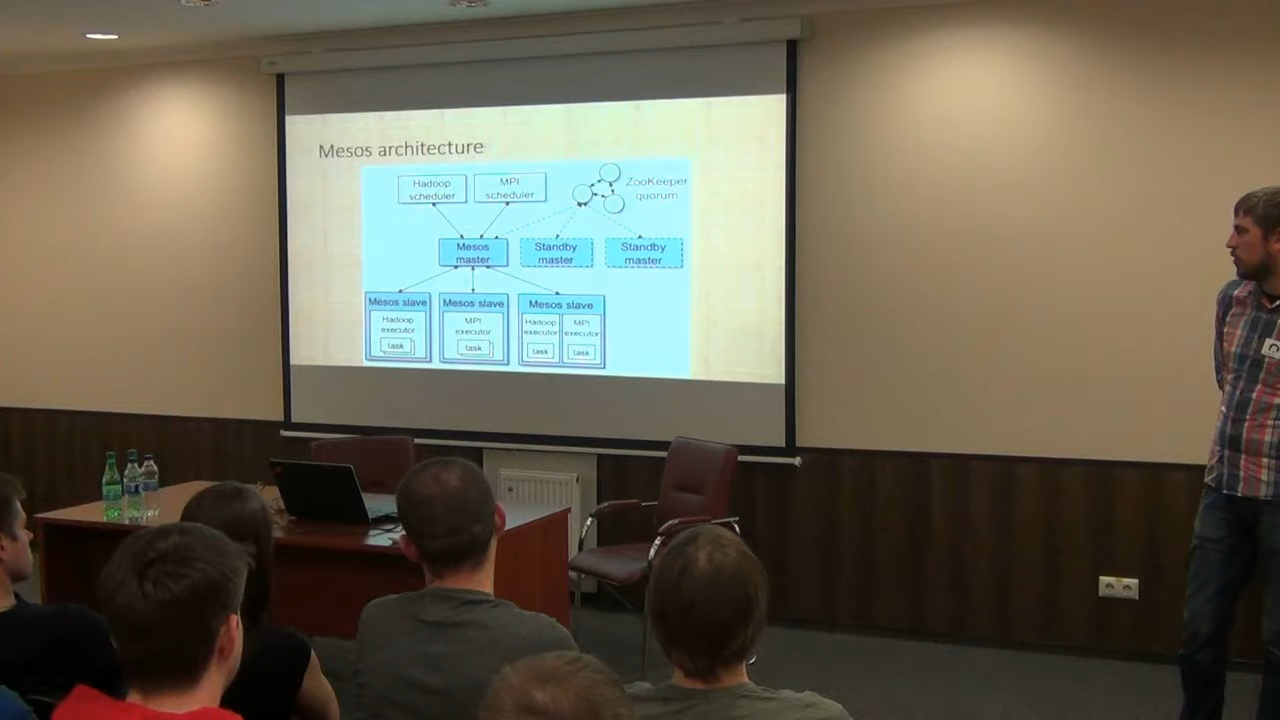 Mesos architecture
Hadoop
scheduler
MPI
scheduler
ZooKeeper
quorum
Mesos
master
Standby
master
Standby
master
Mesos slave
Hadoop
executor
task
Mesos slave
MPI
executor
task
Mesos slave
Hadoop
executor
task
MPI
executor
task